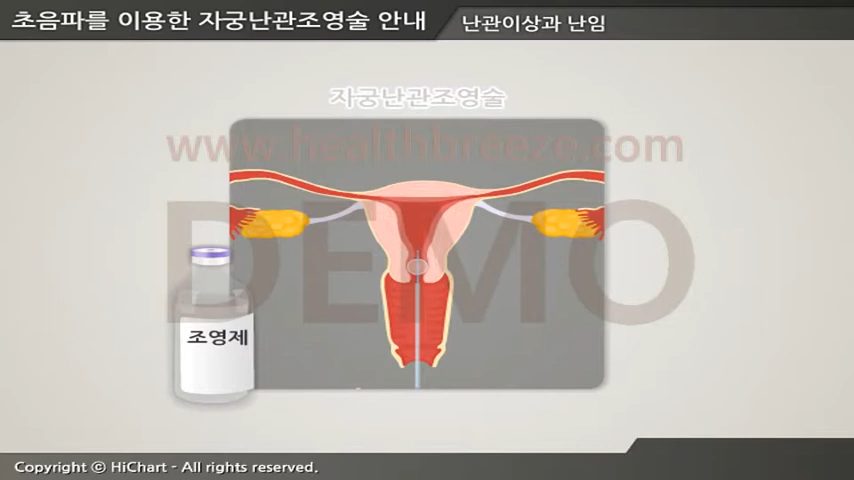 초음파를 이용한 자궁난관조영술 안내
난관이상과 난임
자궁난관조영술
www.healthbreeze.com
DEMO
조영제
Copyright ⓒ HiChart - All rights reserved.